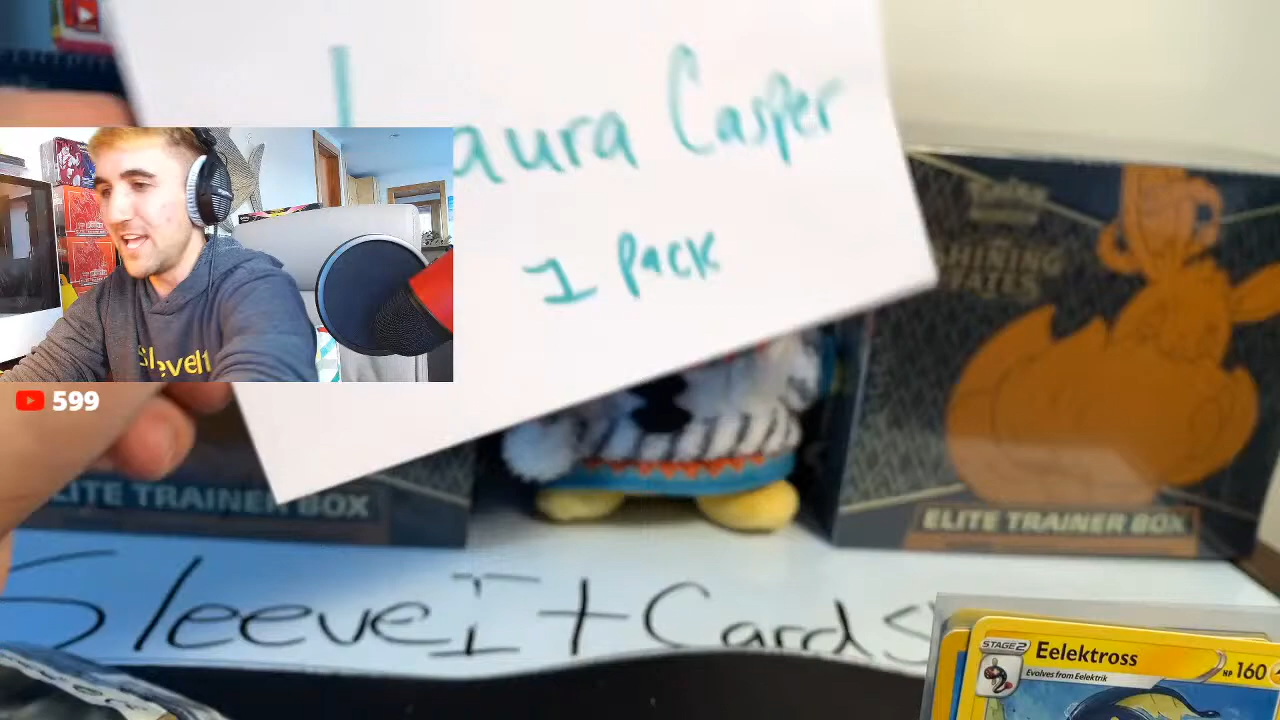 Laura Casper
1 Pack
SHINING
FATES
ELITE TRAINER BOX
ELITE TRAINER BOX
SleeveIt Cards
599
STAGE 2
Eelektross
Evolves from Eelektrik
HP 160